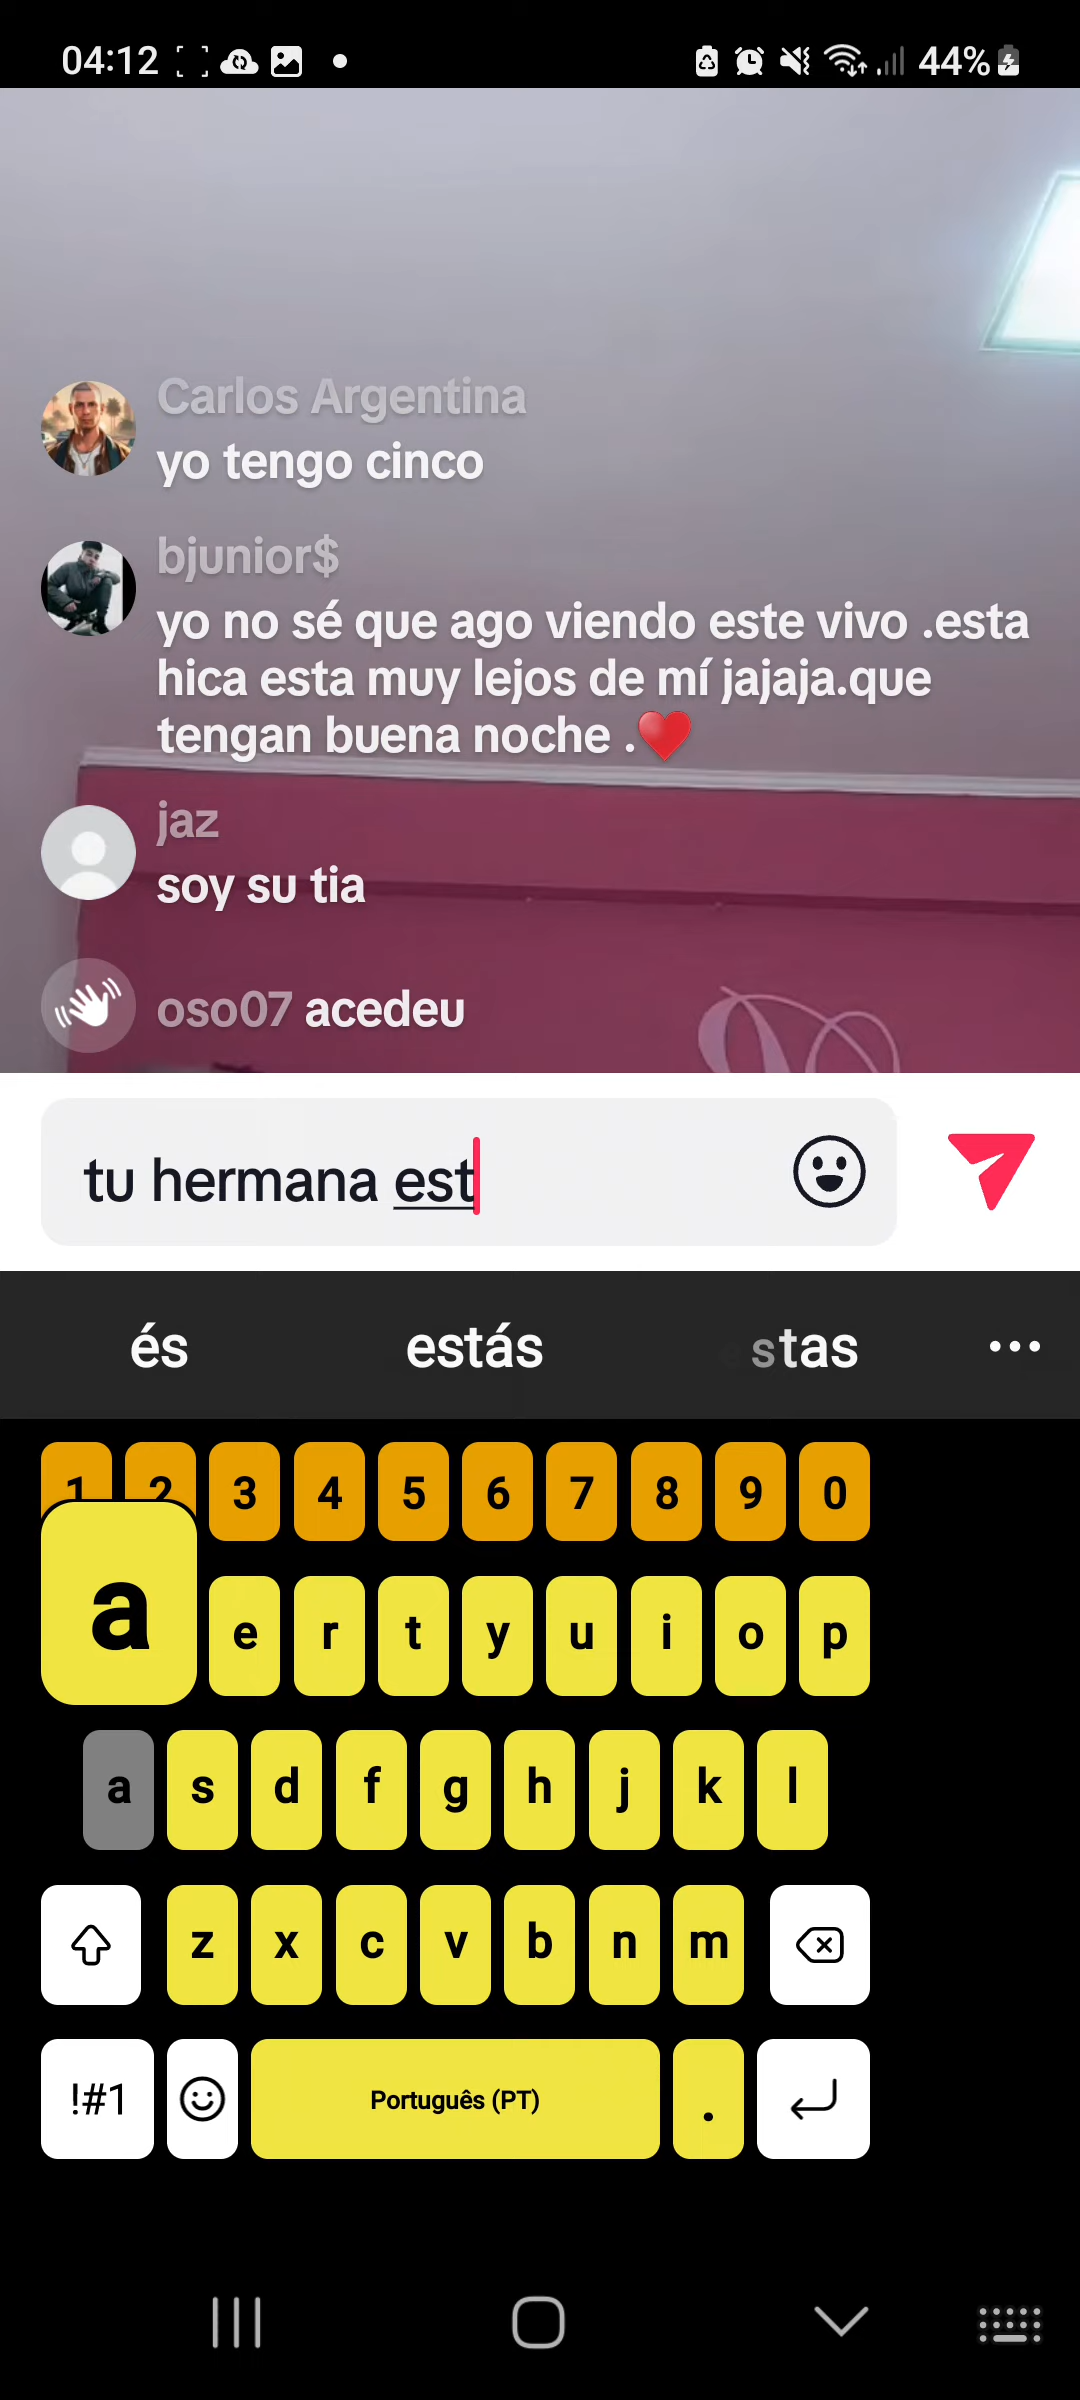 04:12
44%
Carlos Argentina
yo tengo cinco
bjunior$
yo no sé que ago viendo este vivo .esta
hica esta muy lejos de mí jajaja.que
tengan buena noche .❤️
jaz
soy su tia
oso07 acedeu
tu hermana est
és estás stas
1 2 3 4 5 6 7 8 9 0
a e r t y u i o p
a s d f g h j k l
z x c v b n m
!#1 Português (PT) .